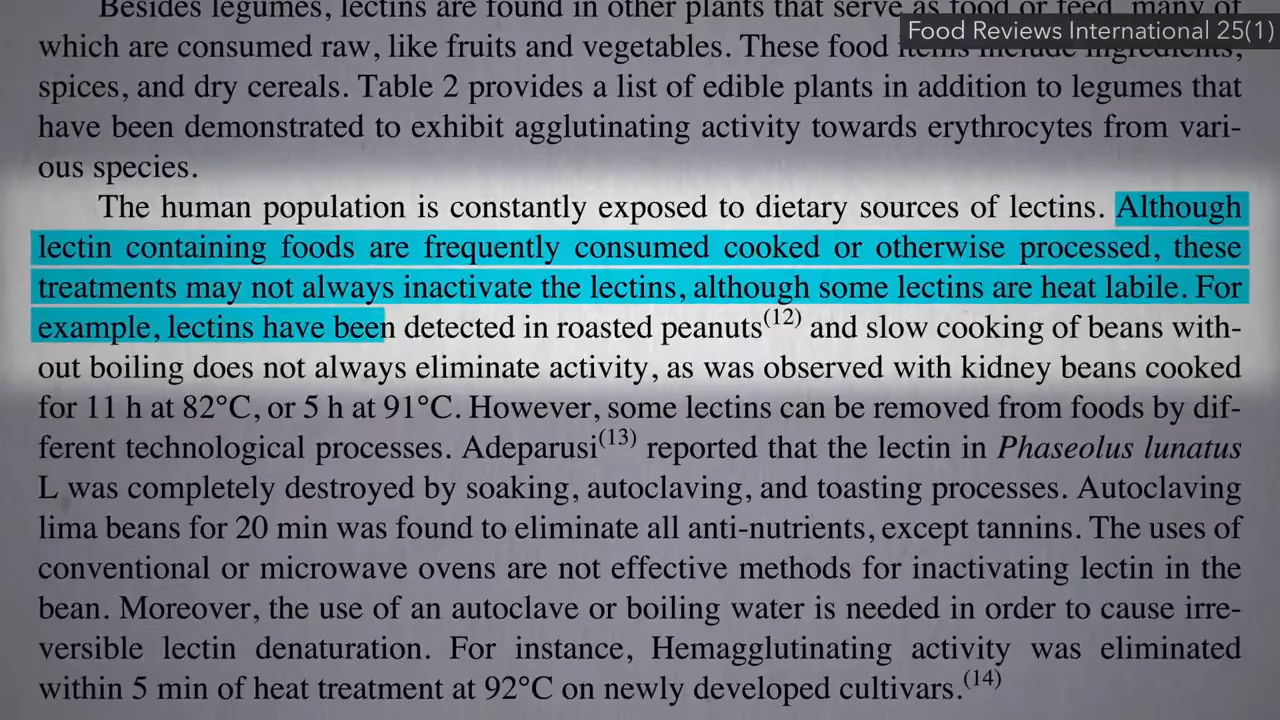 Besides legumes, lectins are found in other plants that serve as food or feed, many of
Food Reviews International 25(1)
which are consumed raw, like fruits and vegetables. These food items include ingredients,
spices, and dry cereals. Table 2 provides a list of edible plants in addition to legumes that
have been demonstrated to exhibit agglutinating activity towards erythrocytes from vari-
ous species.
The human population is constantly exposed to dietary sources of lectins. Although
lectin containing foods are frequently consumed cooked or otherwise processed, these
treatments may not always inactivate the lectins, although some lectins are heat labile. For
example, lectins have been detected in roasted peanuts(12) and slow cooking of beans with-
out boiling does not always eliminate activity, as was observed with kidney beans cooked
for 11 h at 82°C, or 5 h at 91°C. However, some lectins can be removed from foods by dif-
ferent technological processes. Adeparusi(13) reported that the lectin in Phaseolus lunatus
L was completely destroyed by soaking, autoclaving, and toasting processes. Autoclaving
lima beans for 20 min was found to eliminate all anti-nutrients, except tannins. The uses of
conventional or microwave ovens are not effective methods for inactivating lectin in the
bean. Moreover, the use of an autoclave or boiling water is needed in order to cause irre-
versible lectin denaturation. For instance, Hemagglutinating activity was eliminated
within 5 min of heat treatment at 92°C on newly developed cultivars.(14)